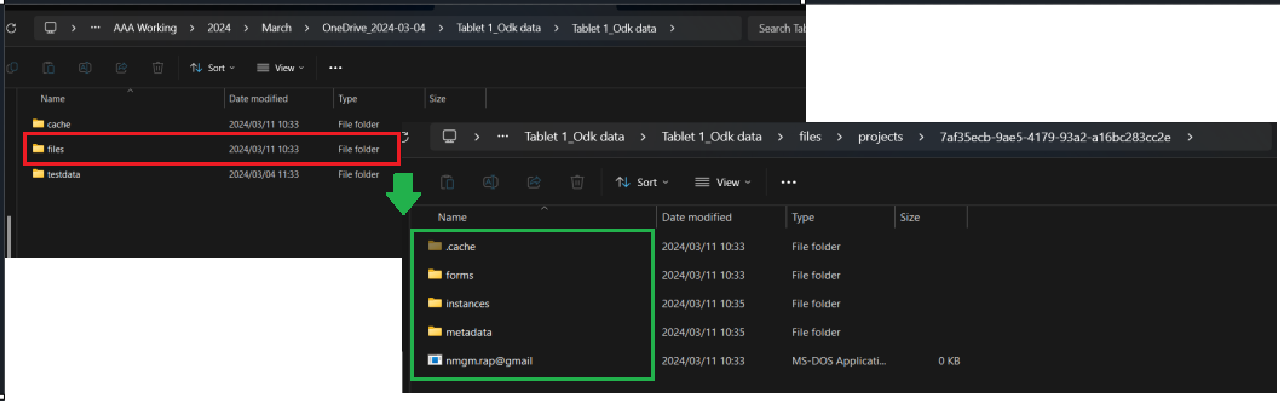 AAA Working > 2024 > March > OneDrive_2024-03-04 > Tablet 1_Odk data > Tablet 1_Odk data >
Search Tab
Sort View ...
Name Date modified Type Size
cache 2024/03/11 10:33 File folder
files 2024/03/11 10:33 File folder
testdata 2024/03/04 11:33 File folder
> ... Tablet 1_Odk data > Tablet 1_Odk data > files > projects > 7af35ecb-9ae5-4179-93a2-a16bc283cc2e >
Sort View ...
Name Date modified Type Size
.cache 2024/03/11 10:33 File folder
forms 2024/03/11 10:33 File folder
instances 2024/03/11 10:35 File folder
metadata 2024/03/11 10:35 File folder
nmgm.rap@gmail 2024/03/11 10:33 MS-DOS Applicati... 0 KB